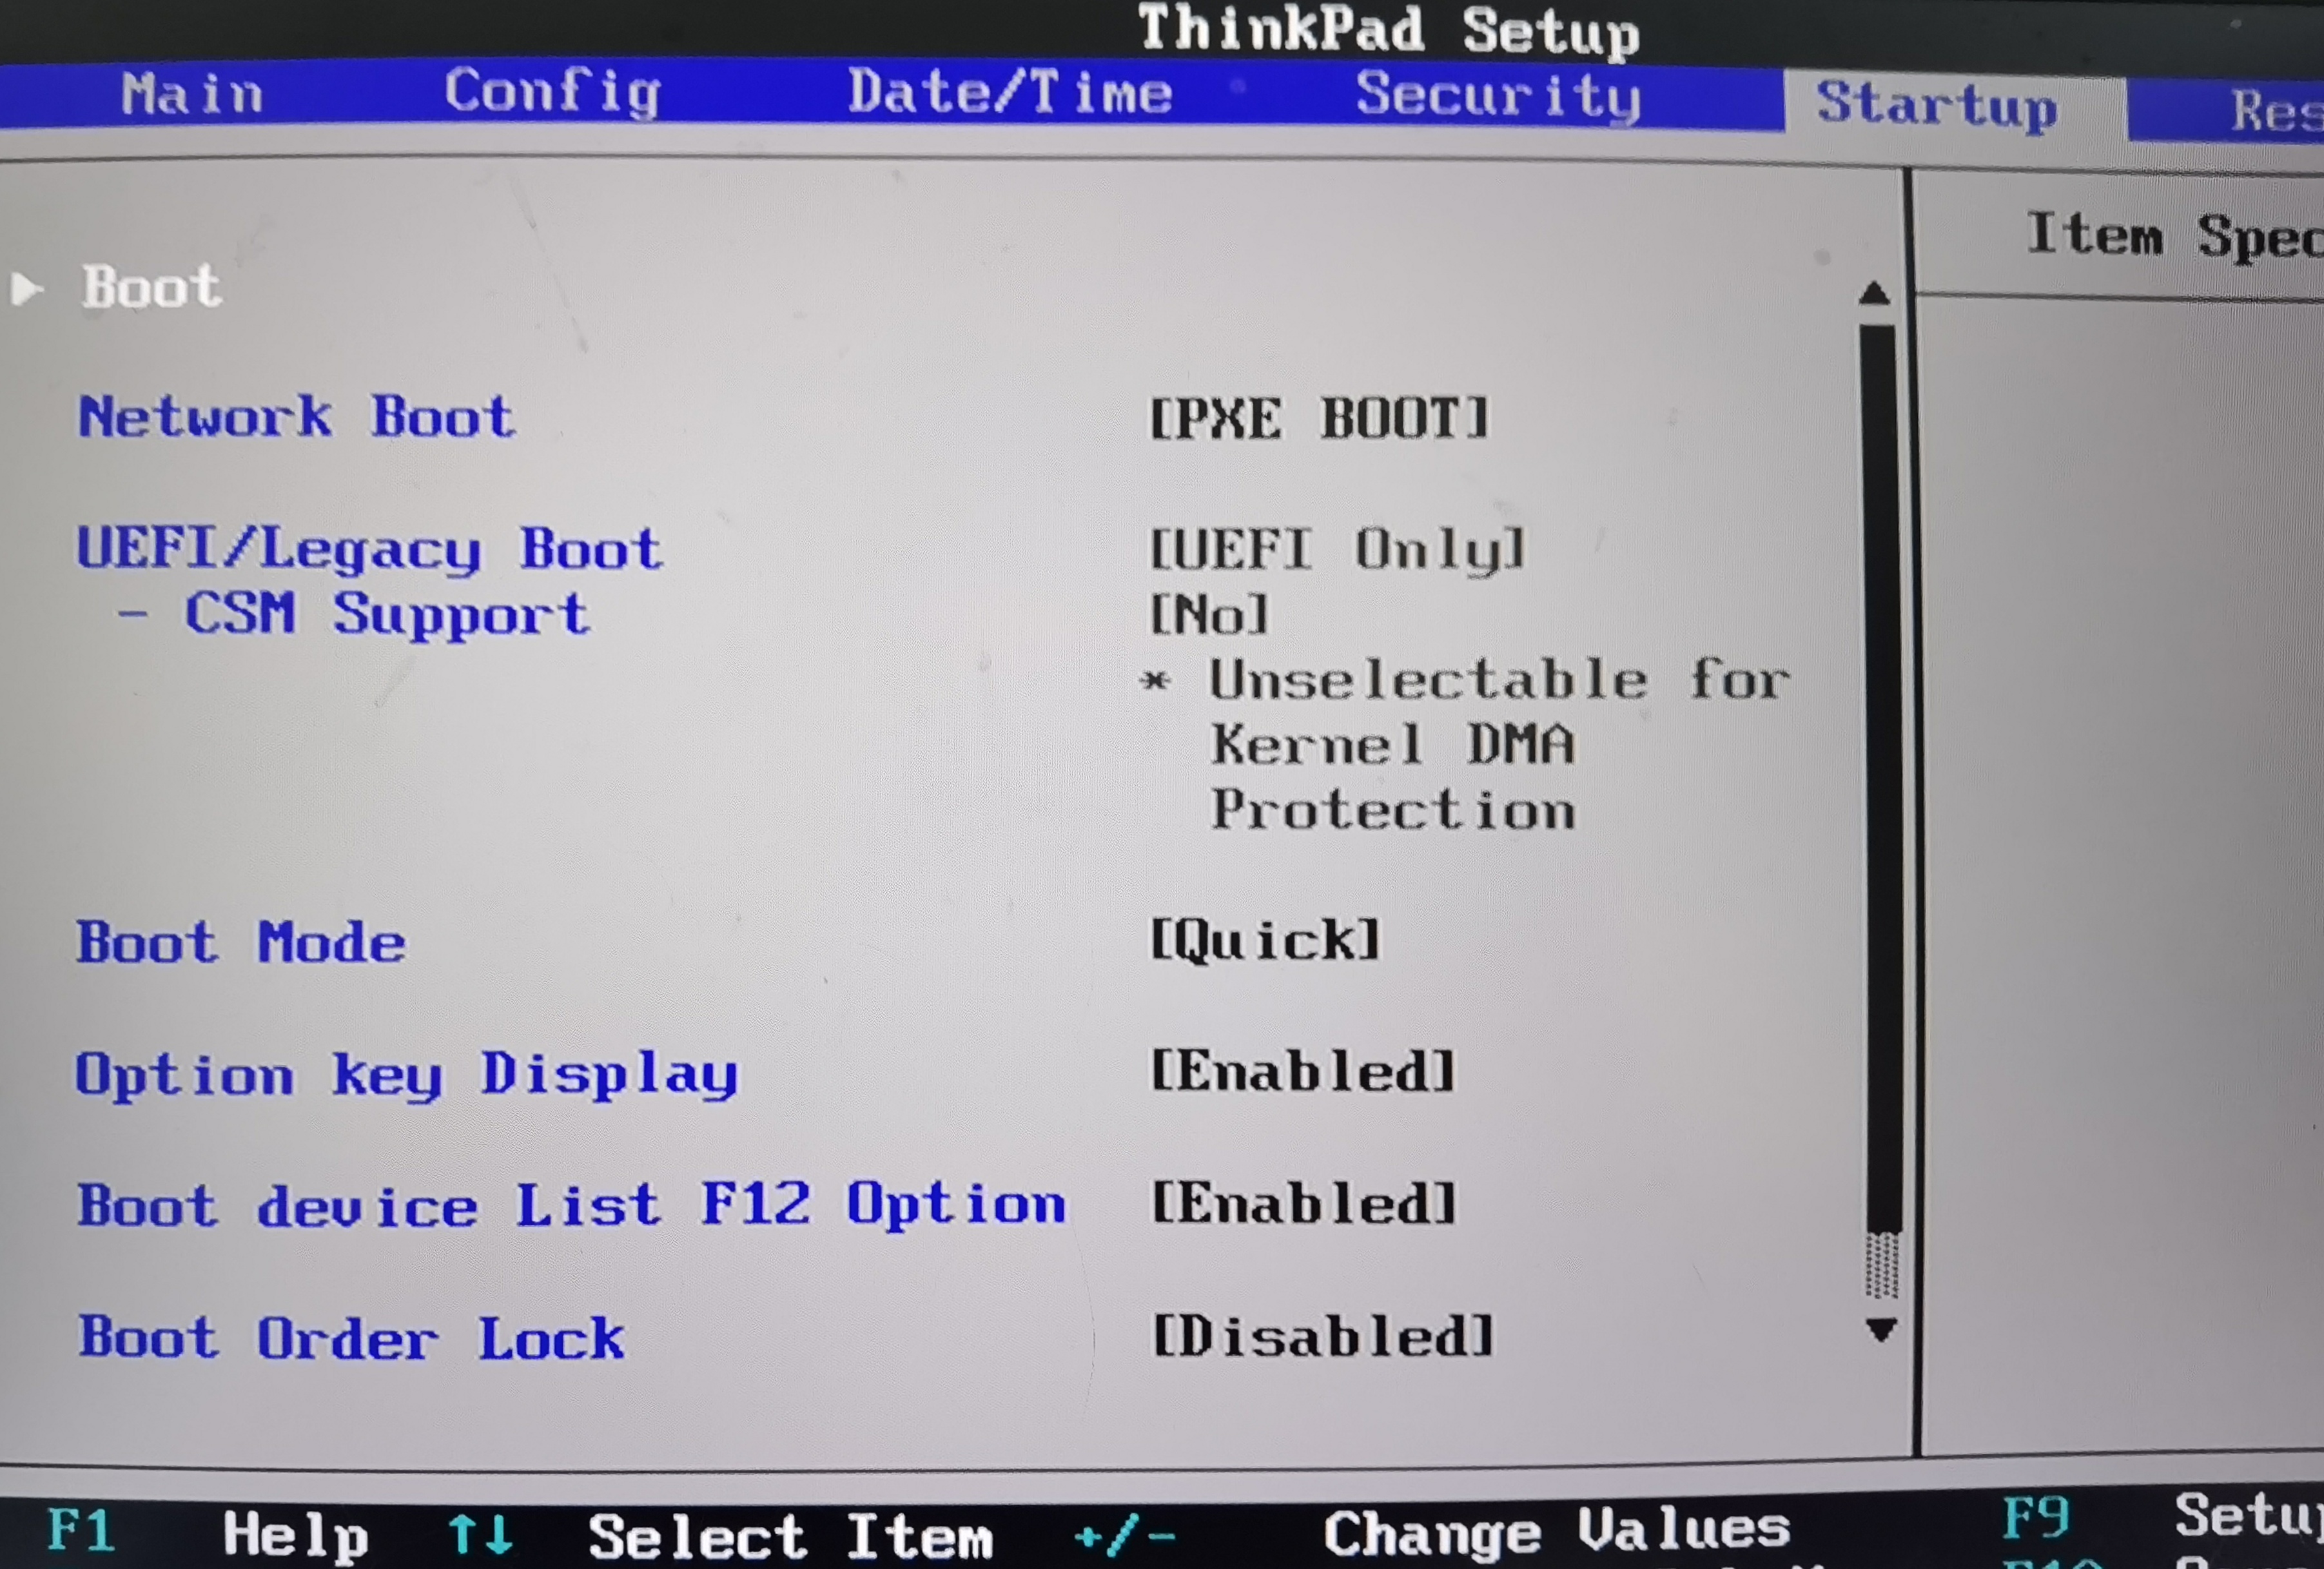 ThinkPad Setup
Main Config Date/Time Security Startup Res
Item Spec
Boot
Network Boot [PXE BOOT]
UEFI/Legacy Boot [UEFI Only]
- CSM Support [No]
* Unselectable for
Kernel DMA
Protection
Boot Mode [Quick]
Option key Display [Enabled]
Boot device List F12 Option [Enabled]
Boot Order Lock [Disabled]
F1 Help ↑↓ Select Item +/- Change Values F9 Setu